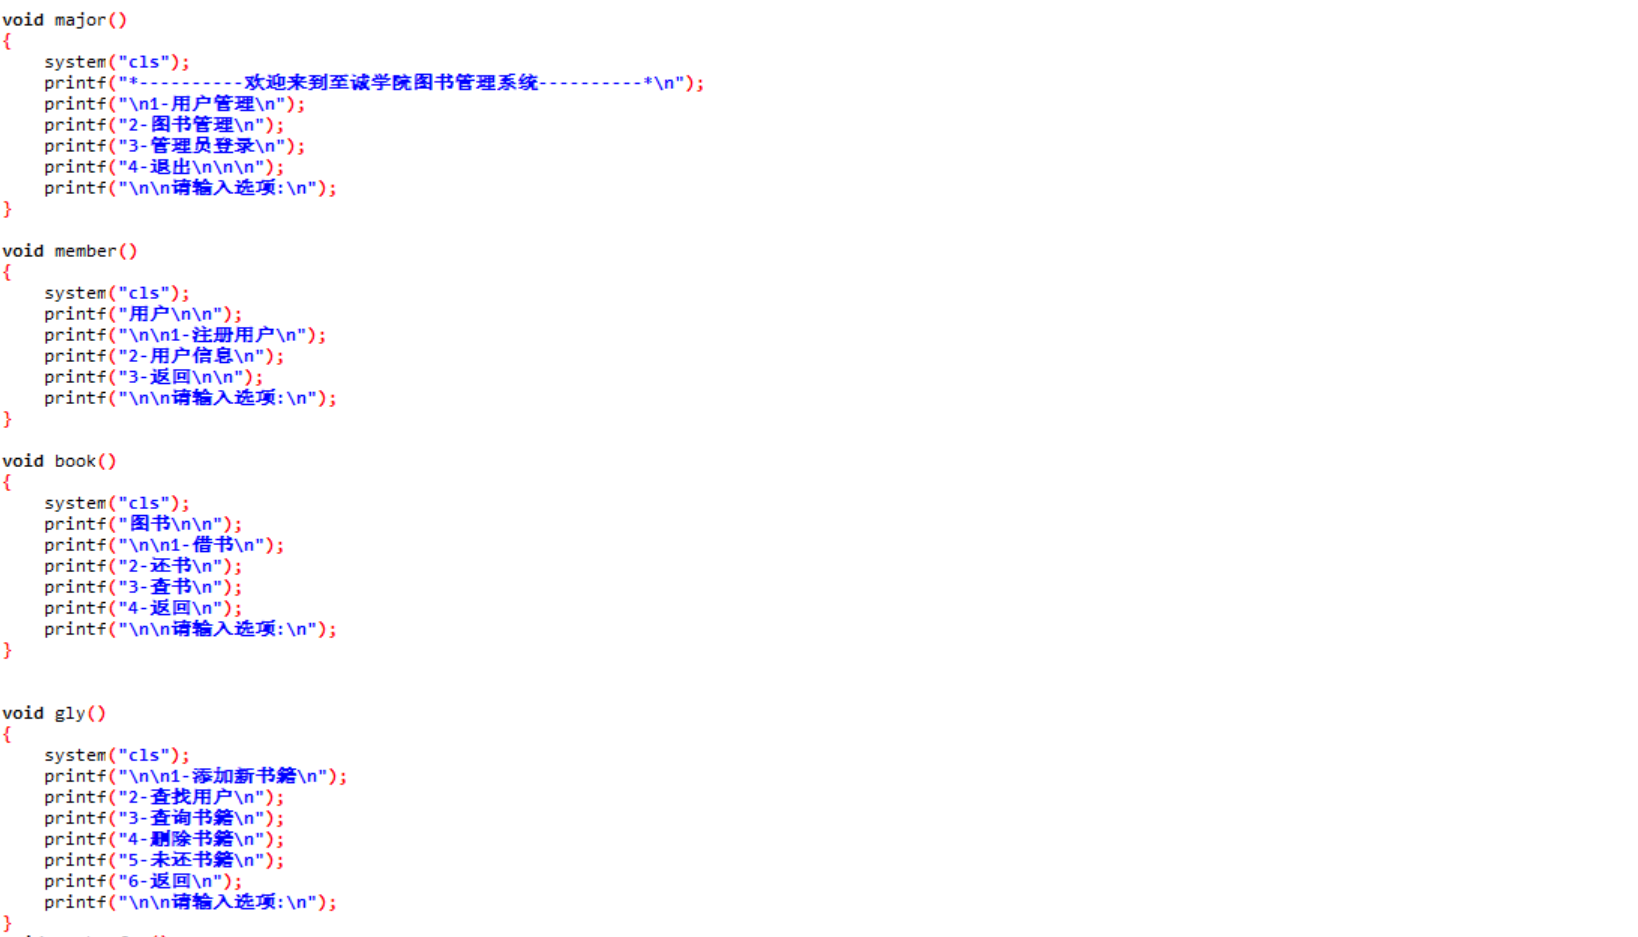 void major()
{
    system("cls");
    printf("*----------欢迎来到至诚学院图书管理系统----------*\n");
    printf("\n1-用户管理\n");
    printf("2-图书管理\n");
    printf("3-管理员登录\n");
    printf("4-退出\n\n\n");
    printf("\n\n请输入选项:\n");
}
void member()
{
    system("cls");
    printf("用户\n\n");
    printf("\n\n1-注册用户\n");
    printf("2-用户信息\n");
    printf("3-返回\n\n");
    printf("\n\n请输入选项:\n");
}
void book()
{
    system("cls");
    printf("图书\n\n");
    printf("\n\n1-借书\n");
    printf("2-还书\n");
    printf("3-查书\n");
    printf("4-返回\n");
    printf("\n\n请输入选项:\n");
}
void gly()
{
    system("cls");
    printf("\n\n1-添加新书籍\n");
    printf("2-查找用户\n");
    printf("3-查询书籍\n");
    printf("4-删除书籍\n");
    printf("5-未还书籍\n");
    printf("6-返回\n");
    printf("\n\n请输入选项:\n");
}